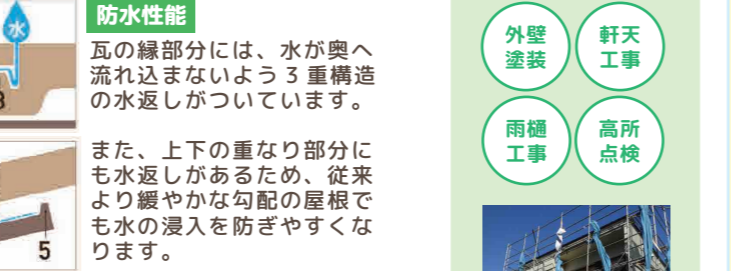 防水性能
水
瓦の縁部分には、水が奥へ
流れ込まないよう3重構造
の水返しがついています。
また、上下の重なり部分に
も水返しがあるため、従来
より緩やかな勾配の屋根で
も水の浸入を防ぎやすくな
ります。
5
外壁
塗装
軒天
工事
雨樋
工事
高所
点検